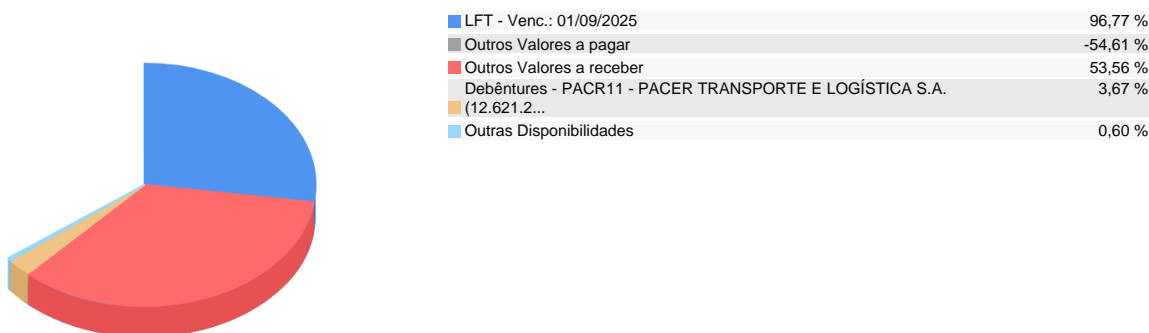 LFT - Venc.: 01/09/2025 96,77 %
Outros Valores a pagar -54,61 %
Outros Valores a receber 53,56 %
Debêntures - PACR11 - PACER TRANSPORTE E LOGÍSTICA S.A. 3,67 %
(12.621.2...
Outras Disponibilidades 0,60 %